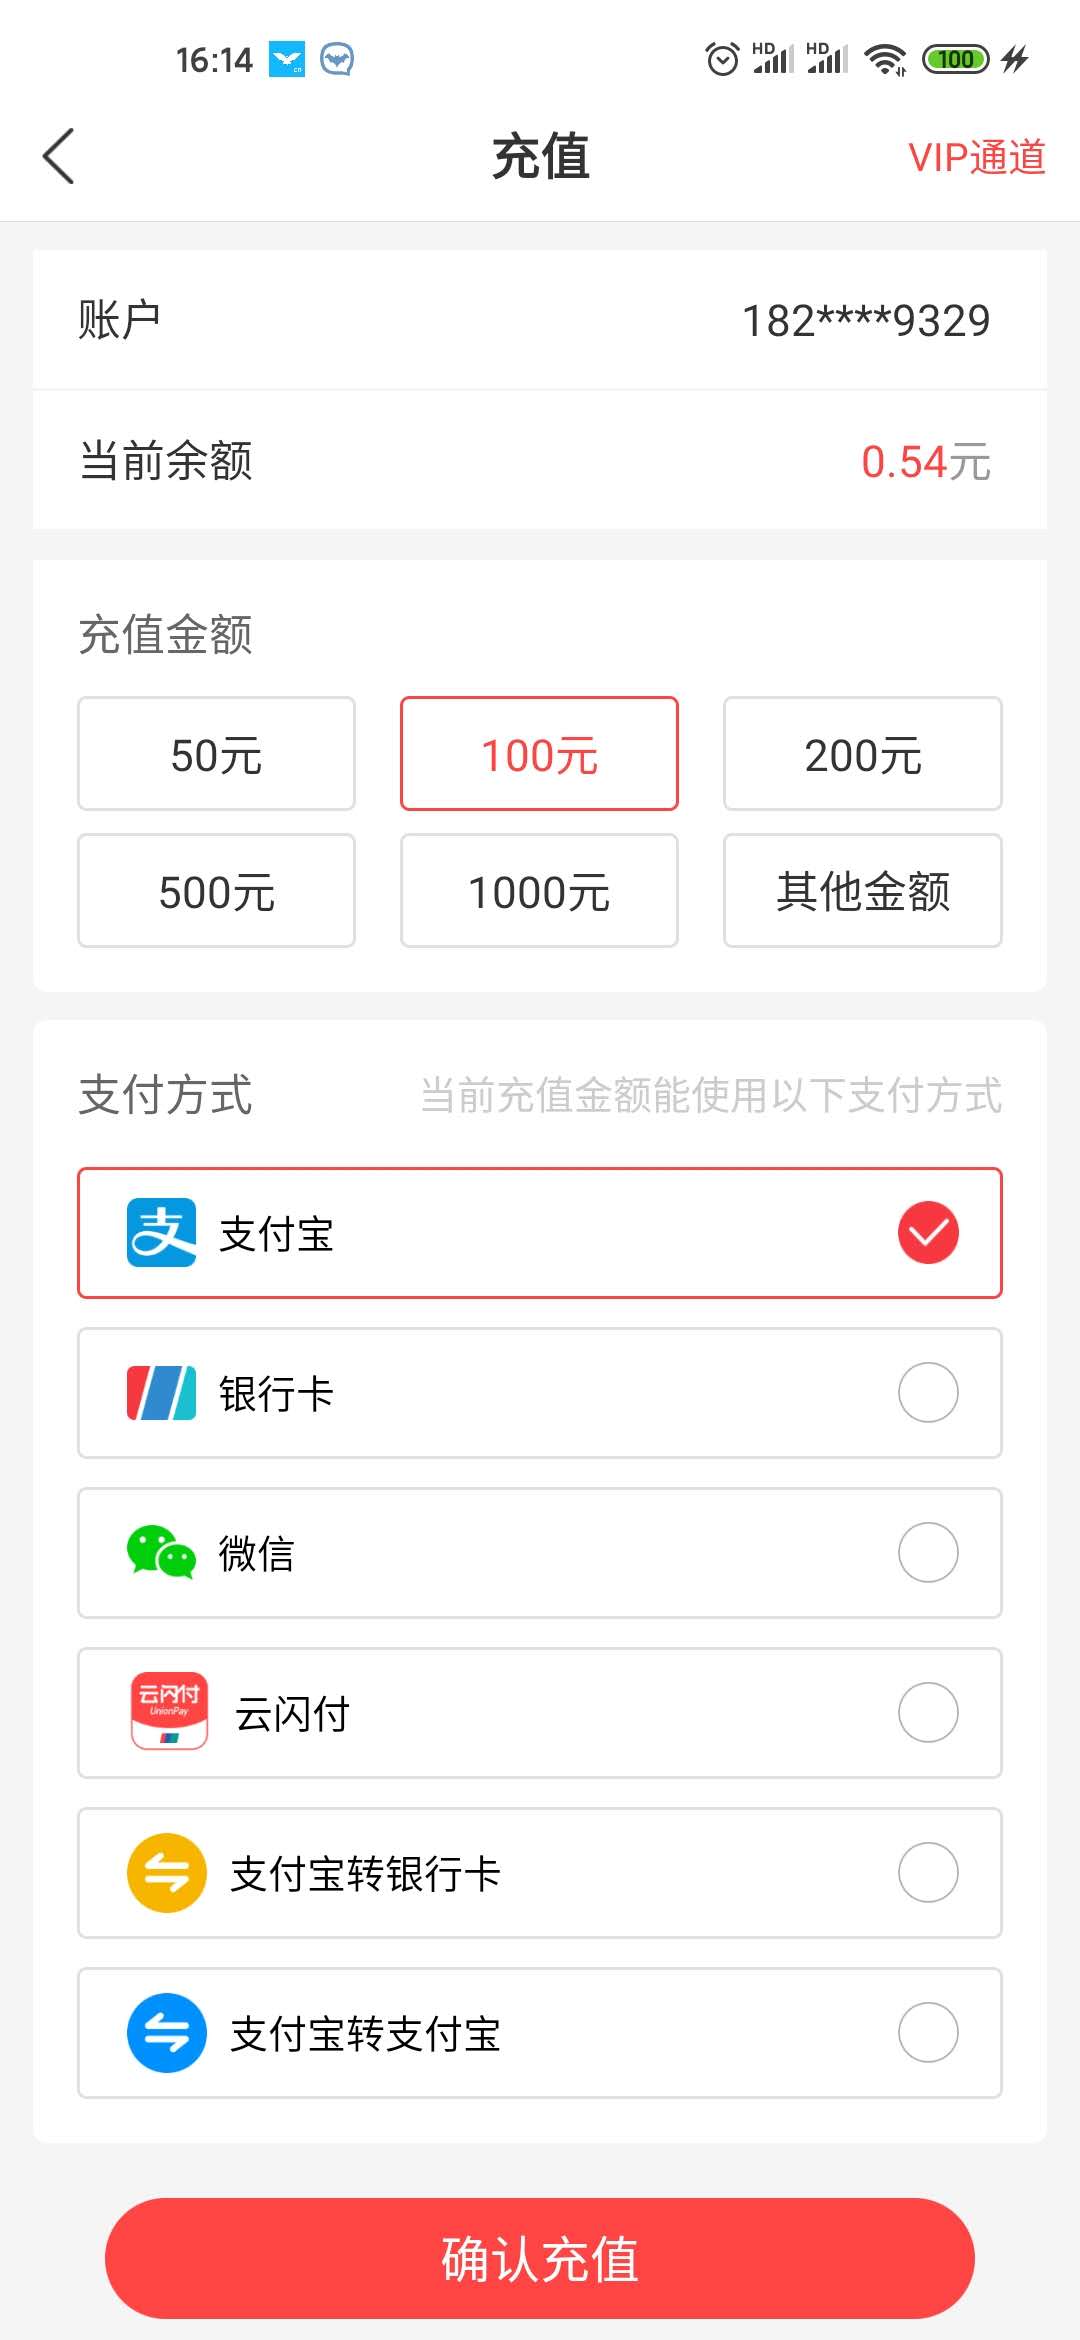 16:14
HD HD 100
充值
VIP通道
账户 182****9329
当前余额 0.54元
充值金额
50元 100元 200元
500元 1000元 其他金额
支付方式 当前充值金额能使用以下支付方式
支 支付宝
银行卡
微信
云闪付
UnionPay
云闪付
支付宝转银行卡
支付宝转支付宝
确认充值